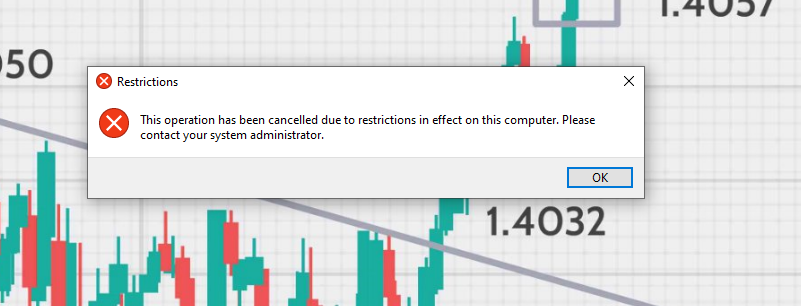 1.4057
050
Restrictions
This operation has been cancelled due to restrictions in effect on this computer. Please
contact your system administrator.
OK
1.4032